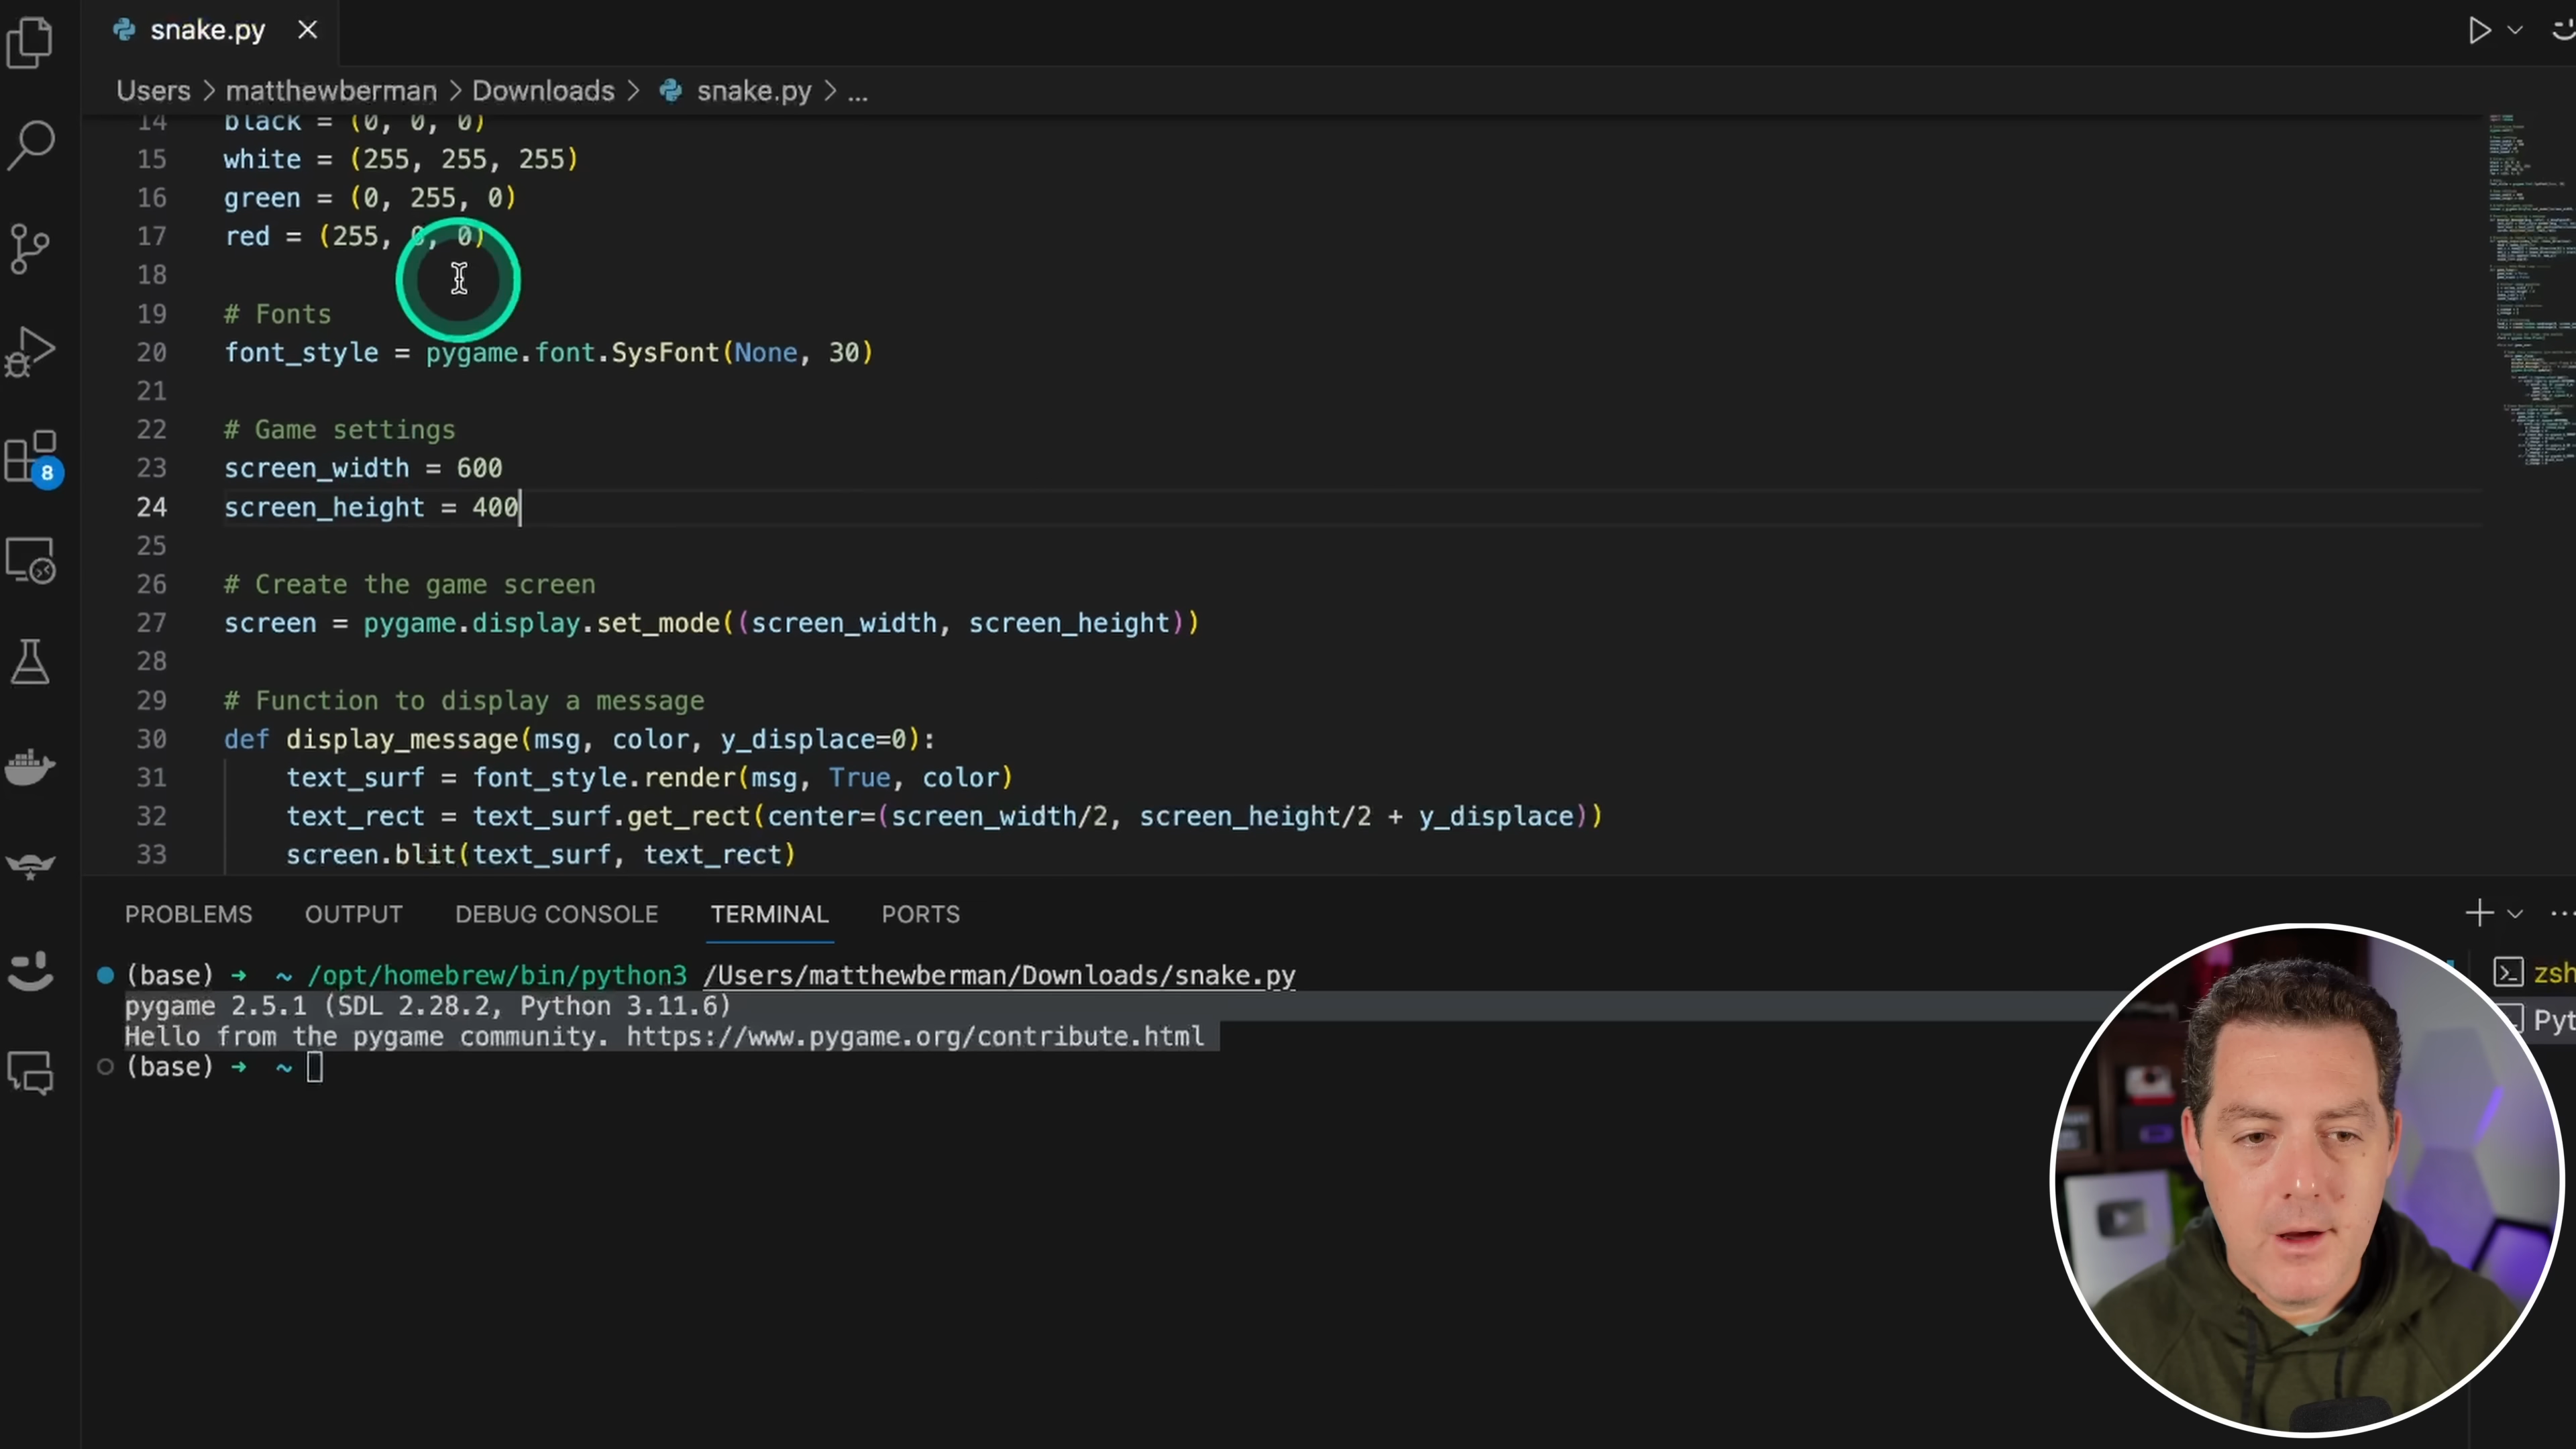 snake.py
Users > matthewberman > Downloads > snake.py > ...
14 black = (0, 0, 0)
15 white = (255, 255, 255)
16 green = (0, 255, 0)
17 red = (255, 0, 0)
18
19 # Fonts
20 font_style = pygame.font.SysFont(None, 30)
21
22 # Game settings
23 screen_width = 600
24 screen_height = 400
25
26 # Create the game screen
27 screen = pygame.display.set_mode((screen_width, screen_height))
28
29 # Function to display a message
30 def display_message(msg, color, y_displace=0):
31 text_surf = font_style.render(msg, True, color)
32 text_rect = text_surf.get_rect(center=(screen_width/2, screen_height/2 + y_displace))
33 screen.blit(text_surf, text_rect)
8
PROBLEMS OUTPUT DEBUG CONSOLE TERMINAL PORTS
(base) → ~ /opt/homebrew/bin/python3 /Users/matthewberman/Downloads/snake.py
pygame 2.5.1 (SDL 2.28.2, Python 3.11.6)
Hello from the pygame community. https://www.pygame.org/contribute.html
(base) → ~
zsh
Pyt